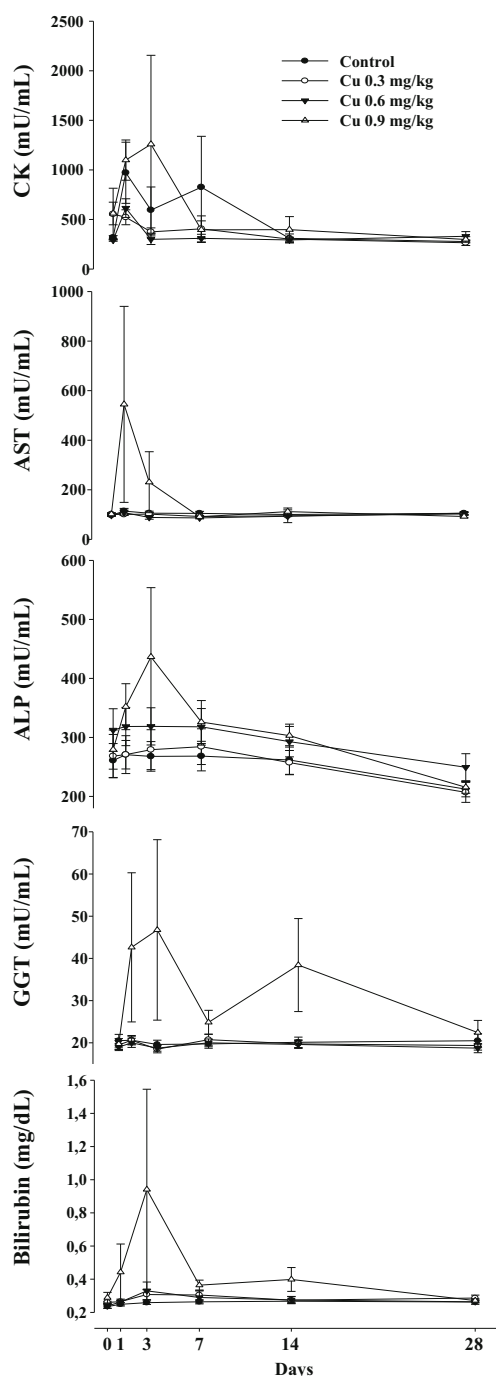 2500
Control
Cu 0.3 mg/kg
2000
Cu 0.6 mg/kg
Cu 0.9 mg/kg
1500
CK (mU/mL)
1000
500
0
1000
800
600
AST (mU/mL)
400
200
0
600
500
400
ALP (mU/mL)
300
200
70
60
50
GGT (mU/mL)
40
30
20
1,6
1,4
1,2
1,0
Bilirubin (mg/dL)
0,8
0,6
0,4
0,2
0 1 3 7 14 28
Days